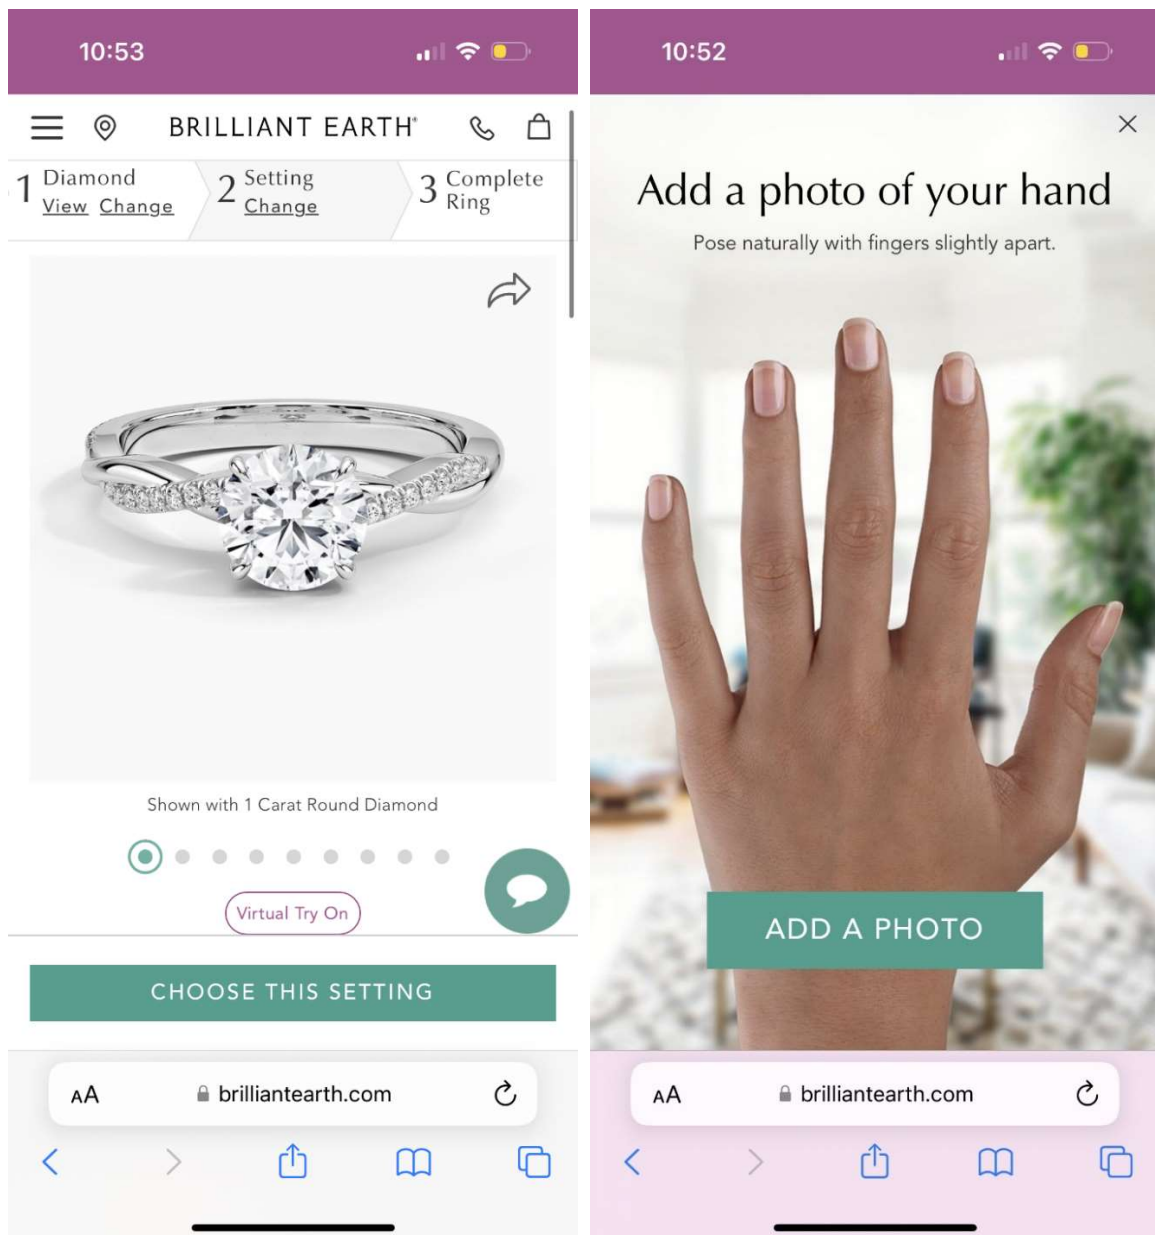 10:53
BRILLIANT EARTH®
1 Diamond
View Change
2 Setting
Change
3 Complete
Ring
Shown with 1 Carat Round Diamond
Virtual Try On
CHOOSE THIS SETTING
AA
brilliantearth.com
10:52
Add a photo of your hand
Pose naturally with fingers slightly apart.
ADD A PHOTO
AA
brilliantearth.com